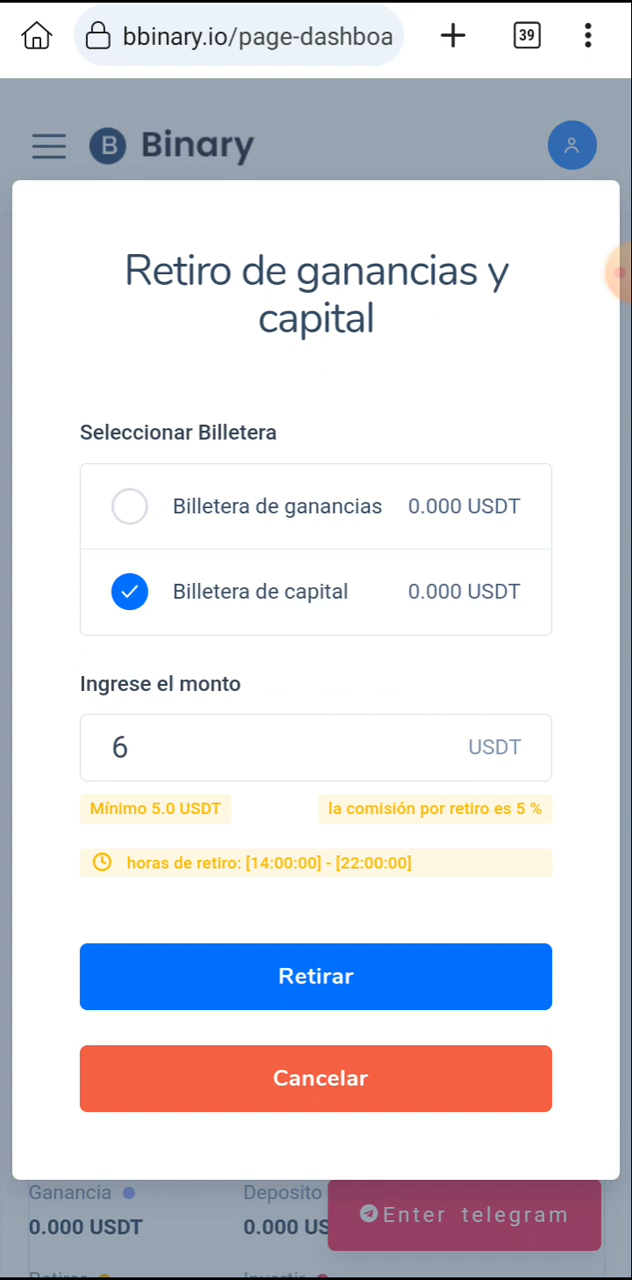 bbinary.io/page-dashboa
39
B Binary
Retiro de ganancias y
capital
Seleccionar Billetera
Billetera de ganancias 0.000 USDT
Billetera de capital 0.000 USDT
Ingrese el monto
6 USDT
Mínimo 5.0 USDT la comisión por retiro es 5 %
horas de retiro: [14:00:00] - [22:00:00]
Retirar
Cancelar
Ganancia Deposito
0.000 USDT 0.000 US
Enter telegram